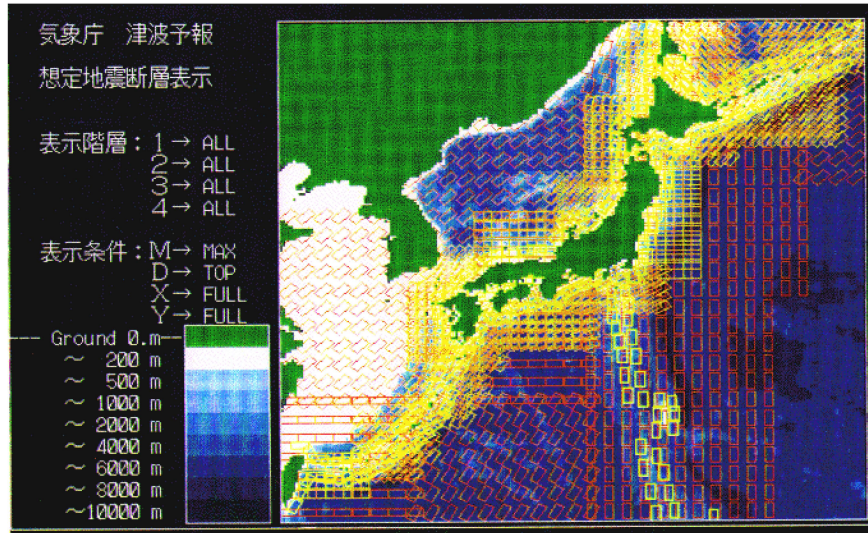 気象庁 津波予報
想定地震断層表示
表示階層：1→ ALL
2→ ALL
3→ ALL
4→ ALL
表示条件：M→ MAX
D→ TOP
X→ FULL
Y→ FULL
--- Ground 0.m--
～ 200 m
～ 500 m
～ 1000 m
～ 2000 m
～ 4000 m
～ 6000 m
～ 8000 m
～10000 m